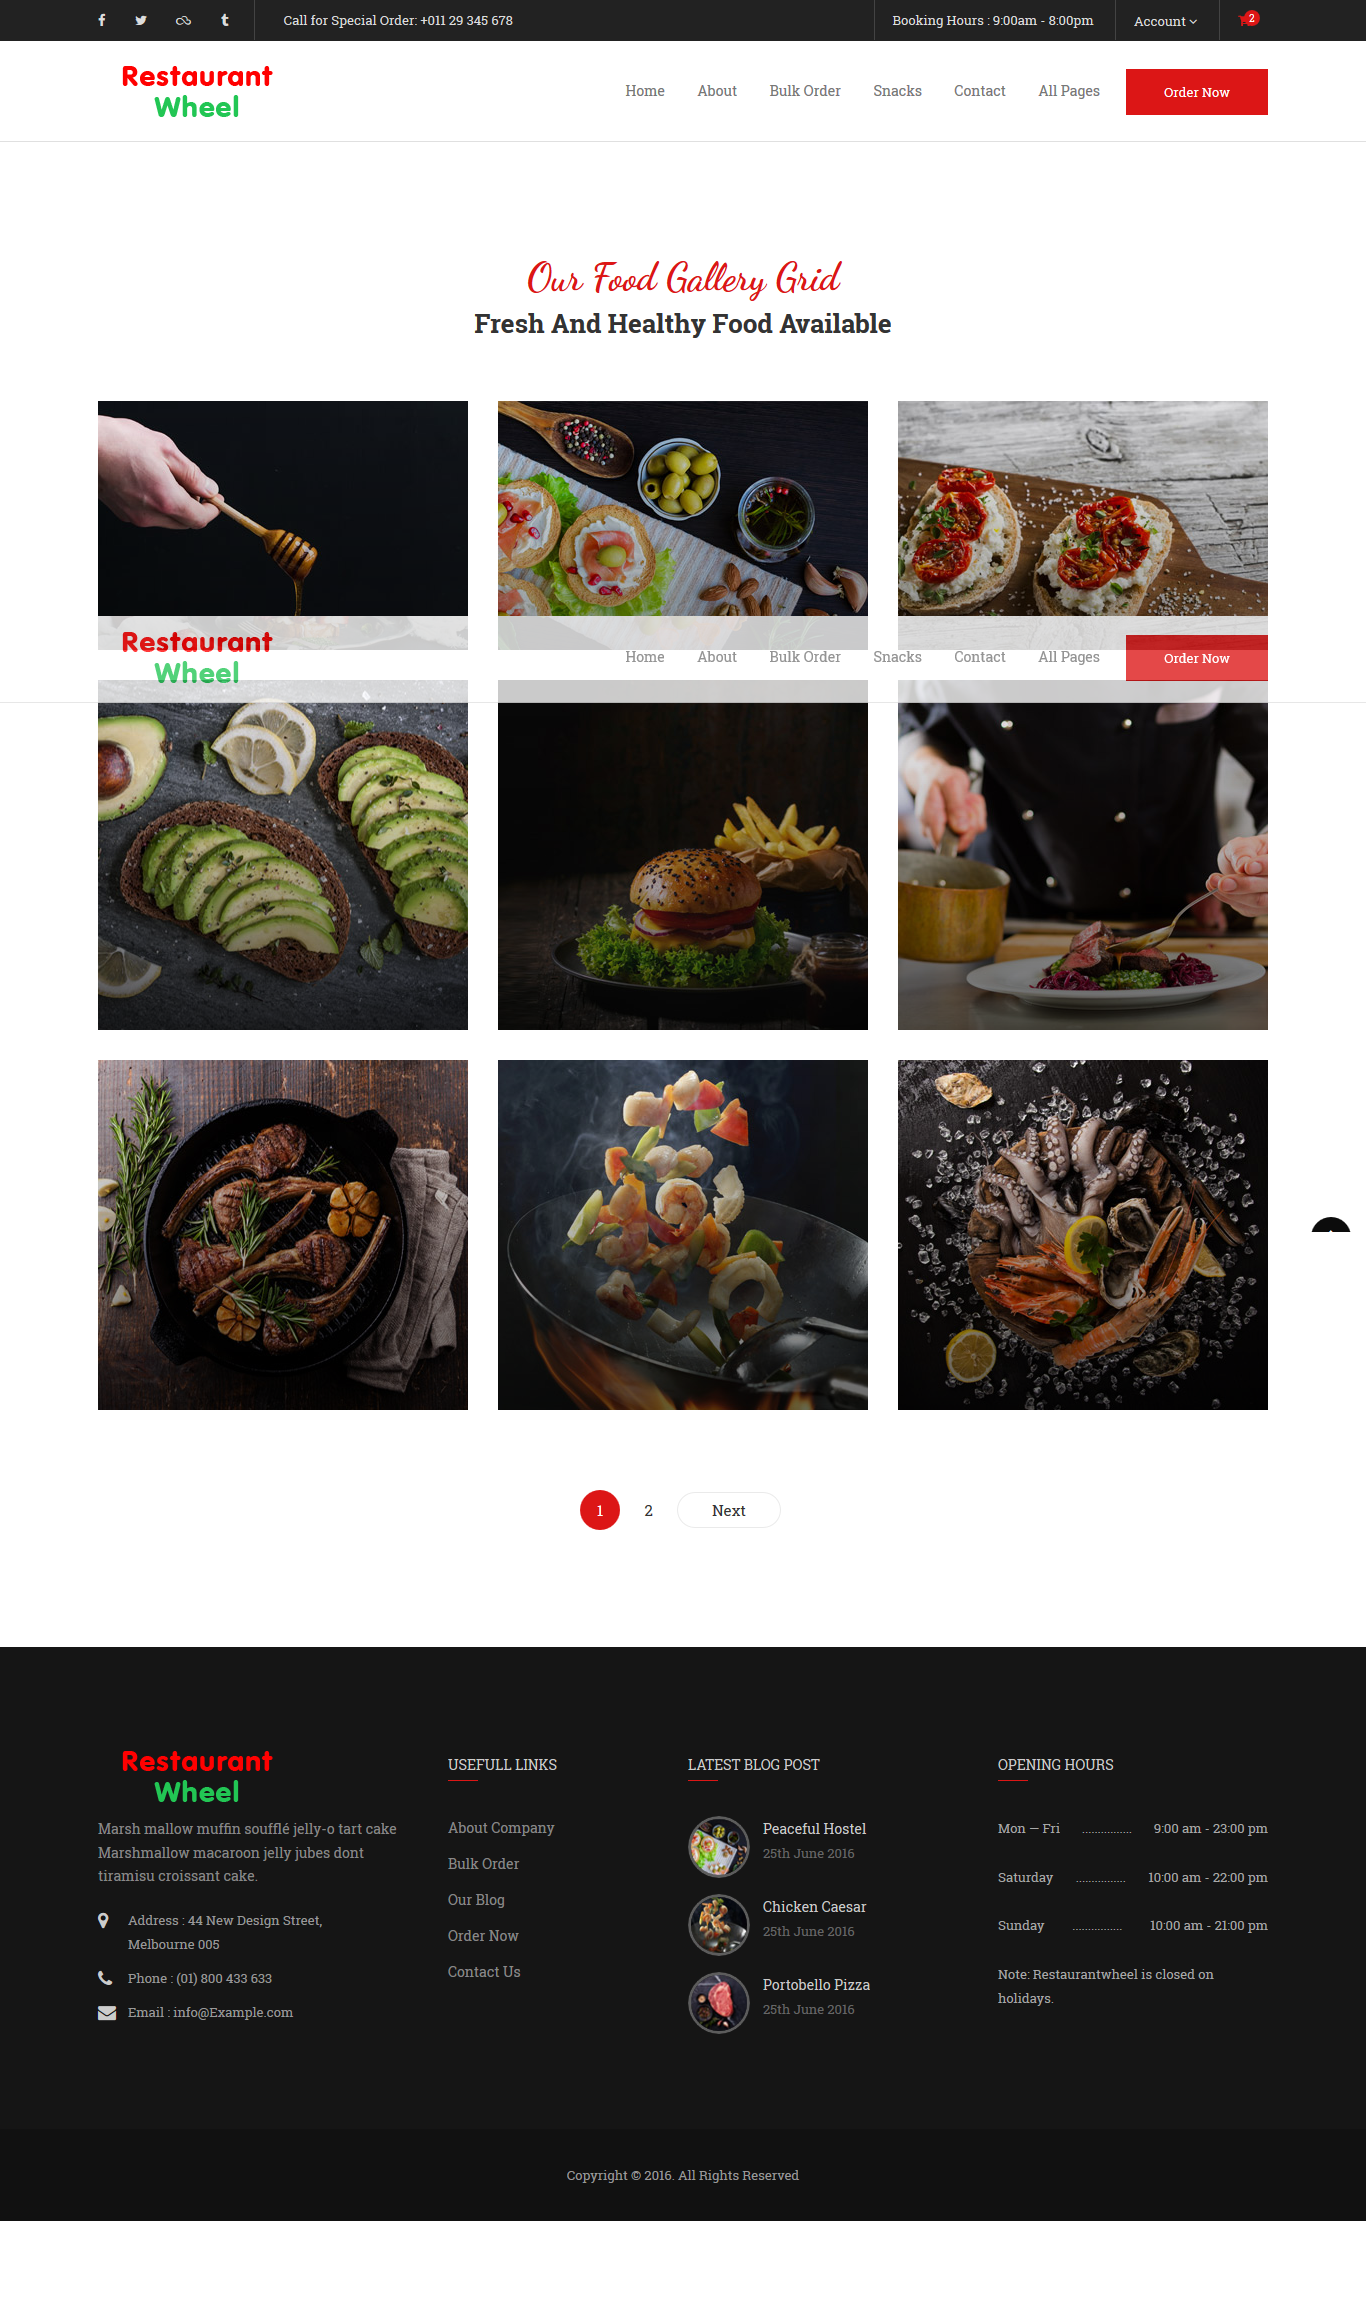 Call for Special Order: +011 29 345 678
Booking Hours : 9:00am - 8:00pm
Account
2
Restaurant
Wheel
Home
About
Bulk Order
Snacks
Contact
All Pages
Order Now
Our Food Gallery Grid
Fresh And Healthy Food Available
Restaurant
Wheel
Home
About
Bulk Order
Snacks
Contact
All Pages
Order Now
1
2
Next
Restaurant
Wheel
Marsh mallow muffin soufflé jelly-o tart cake
Marshmallow macaroon jelly jubes dont
tiramisu croissant cake.
Address : 44 New Design Street,
Melbourne 005
Phone : (01) 800 433 633
Email : info@Example.com
USEFULL LINKS
About Company
Bulk Order
Our Blog
Order Now
Contact Us
LATEST BLOG POST
Peaceful Hostel
25th June 2016
Chicken Caesar
25th June 2016
Portobello Pizza
25th June 2016
OPENING HOURS
Mon — Fri ................ 9:00 am - 23:00 pm
Saturday ................ 10:00 am - 22:00 pm
Sunday ................ 10:00 am - 21:00 pm
Note: Restaurantwheel is closed on
holidays.
Copyright © 2016. All Rights Reserved